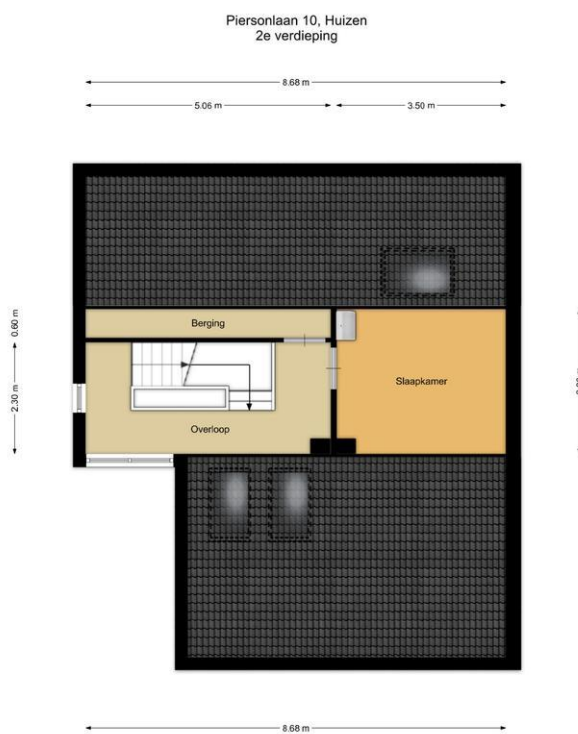 Piersonlaan 10, Huizen
2e verdieping
8.68 m
5.06 m
3.50 m
0.60 m
Berging
Slaapkamer
2.30 m
Overloop
8.68 m